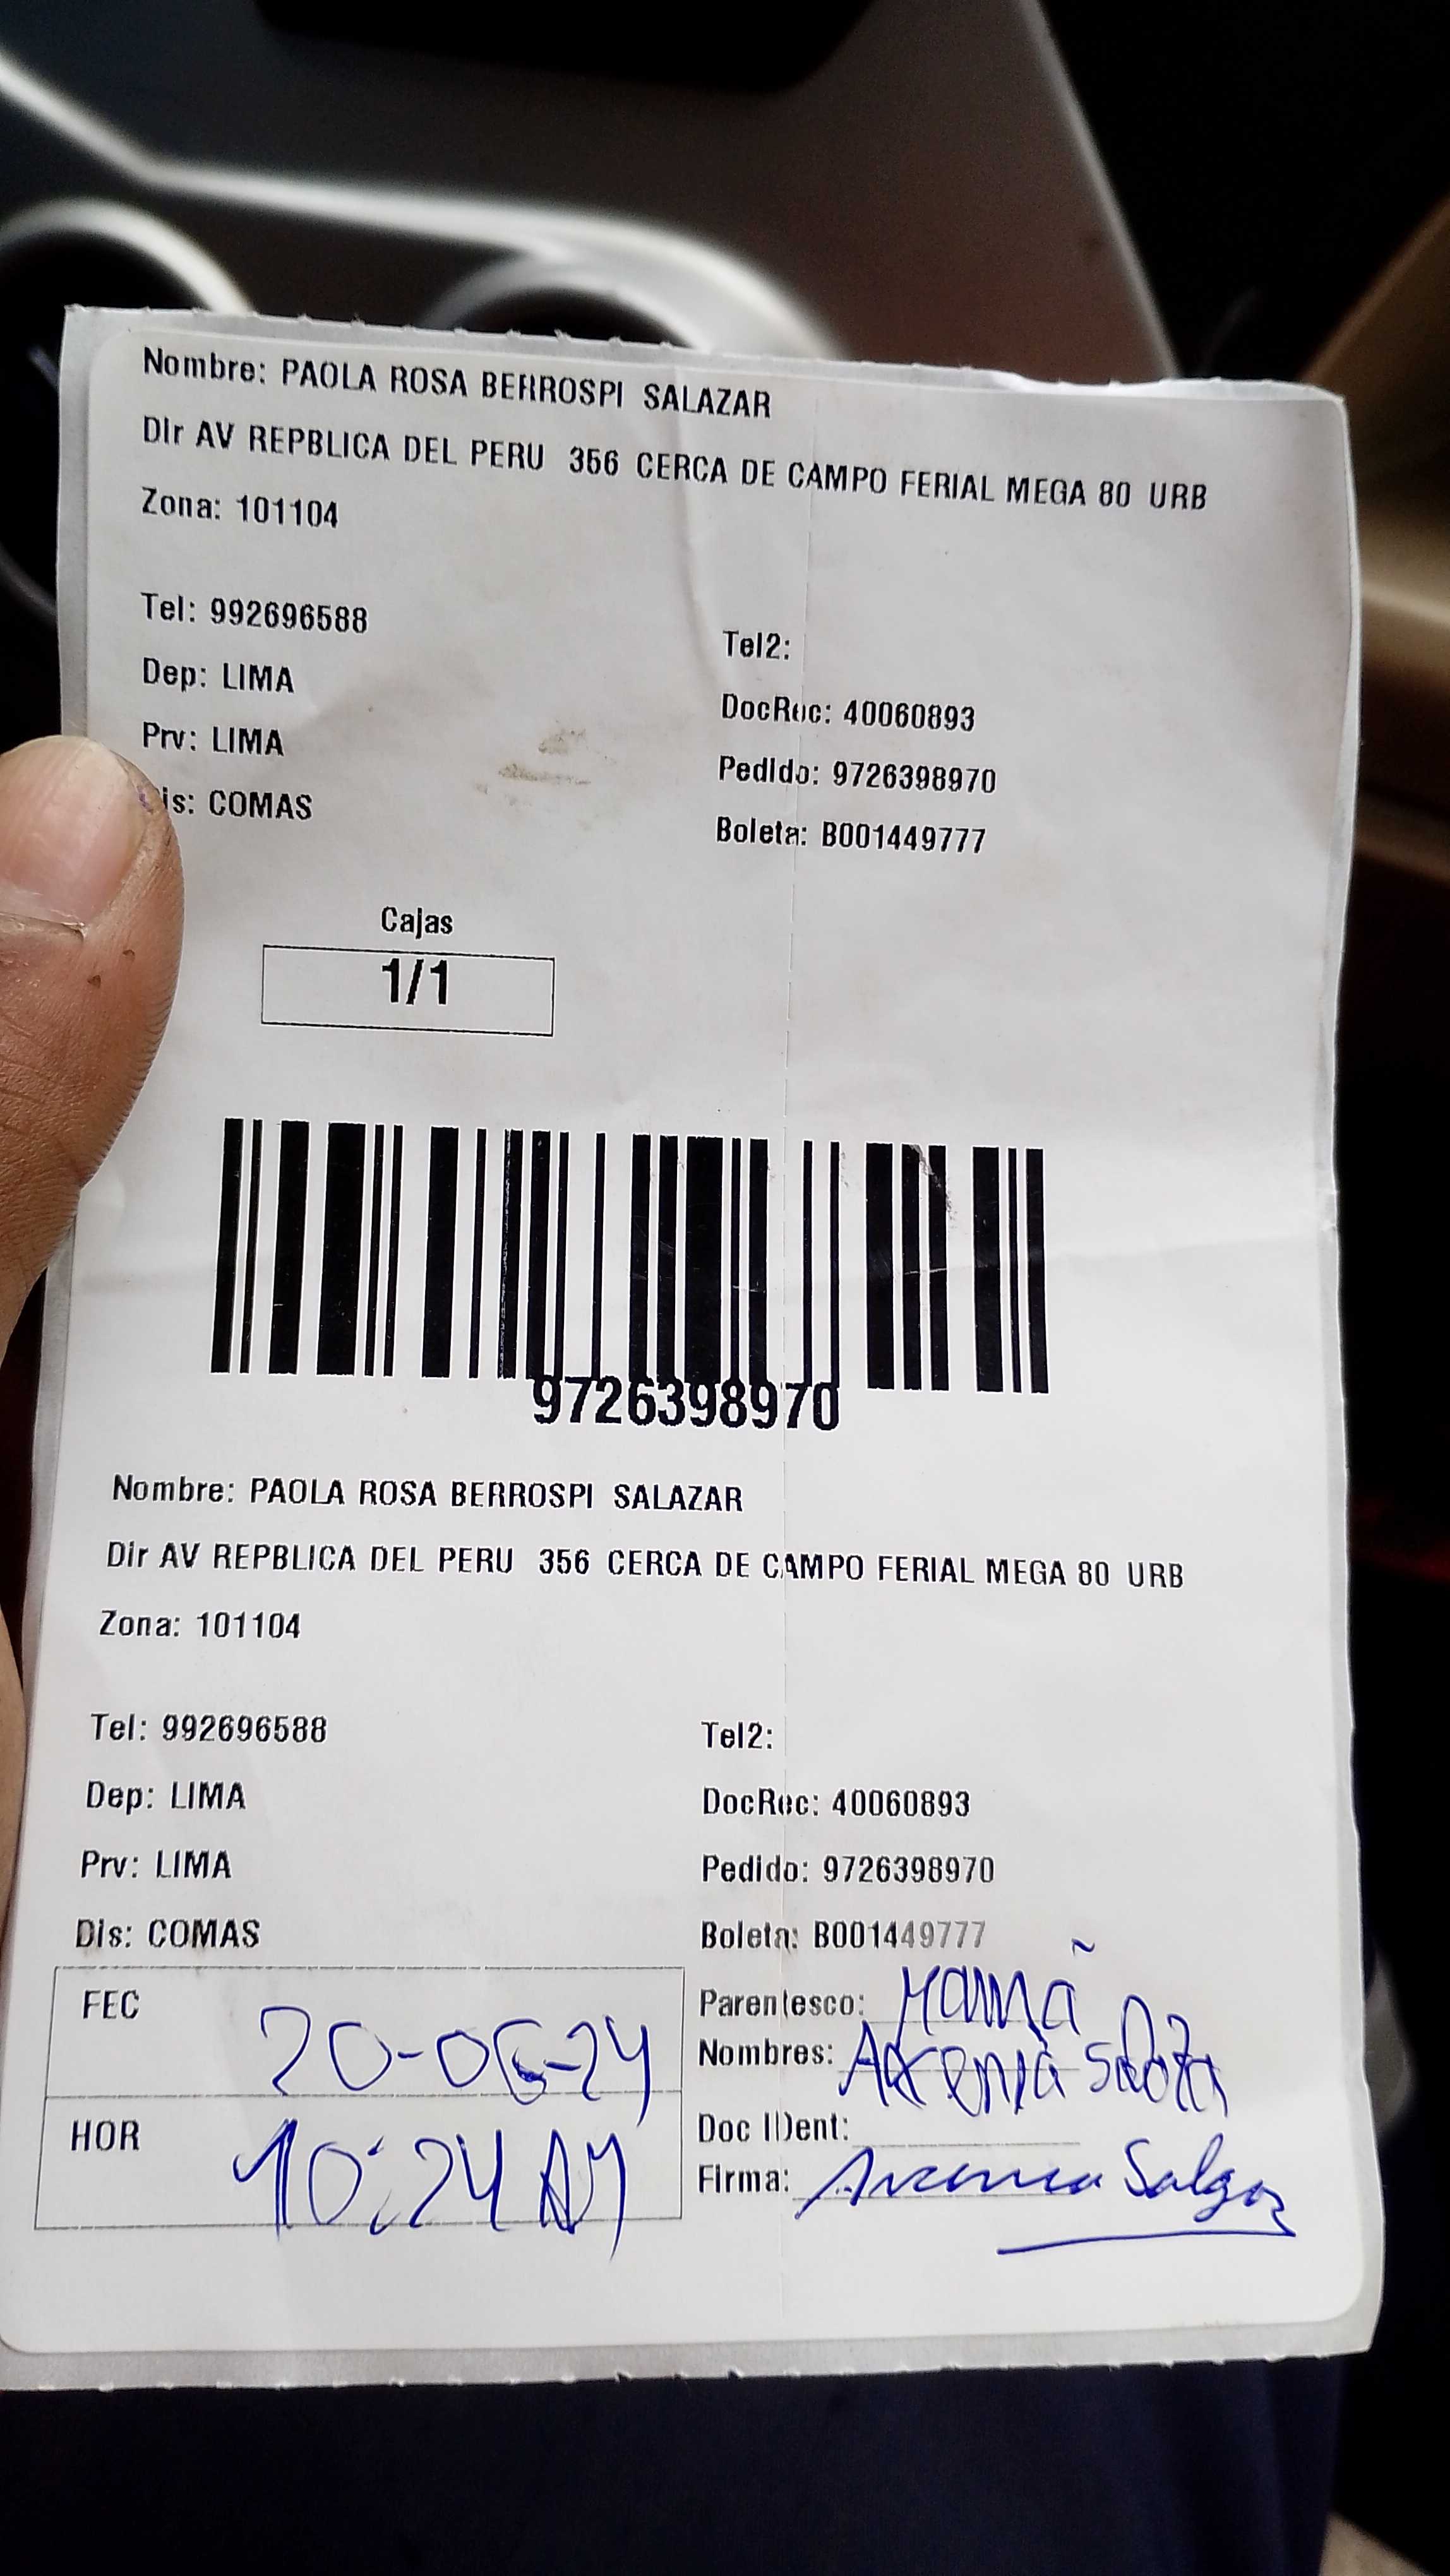 Nombre: PAOLA ROSA BERROSPI SALAZAR
Dir AV REPBLICA DEL PERU 356 CERCA DE CAMPO FERIAL MEGA 80 URB
Zona: 101104
Tel: 992696588
Tel2:
Dep: LIMA
DocRec: 40060893
Prv: LIMA
Pedido: 9726398970
is: COMAS
Boleta: B001449777
Cajas
1/1
9726398970
Nombre: PAOLA ROSA BERROSPI SALAZAR
Dir AV REPBLICA DEL PERU 356 CERCA DE CAMPO FERIAL MEGA 80 URB
Zona: 101104
Tel: 992696588
Tel2:
Dep: LIMA
DocRec: 40060893
Prv: LIMA
Pedido: 9726398970
Dis: COMAS
Boleta: B001449777
FEC 20-06-24
Parentesco: Mamá
Nombres:
HOR 10:24 AM
Doc IDent:
Firma: